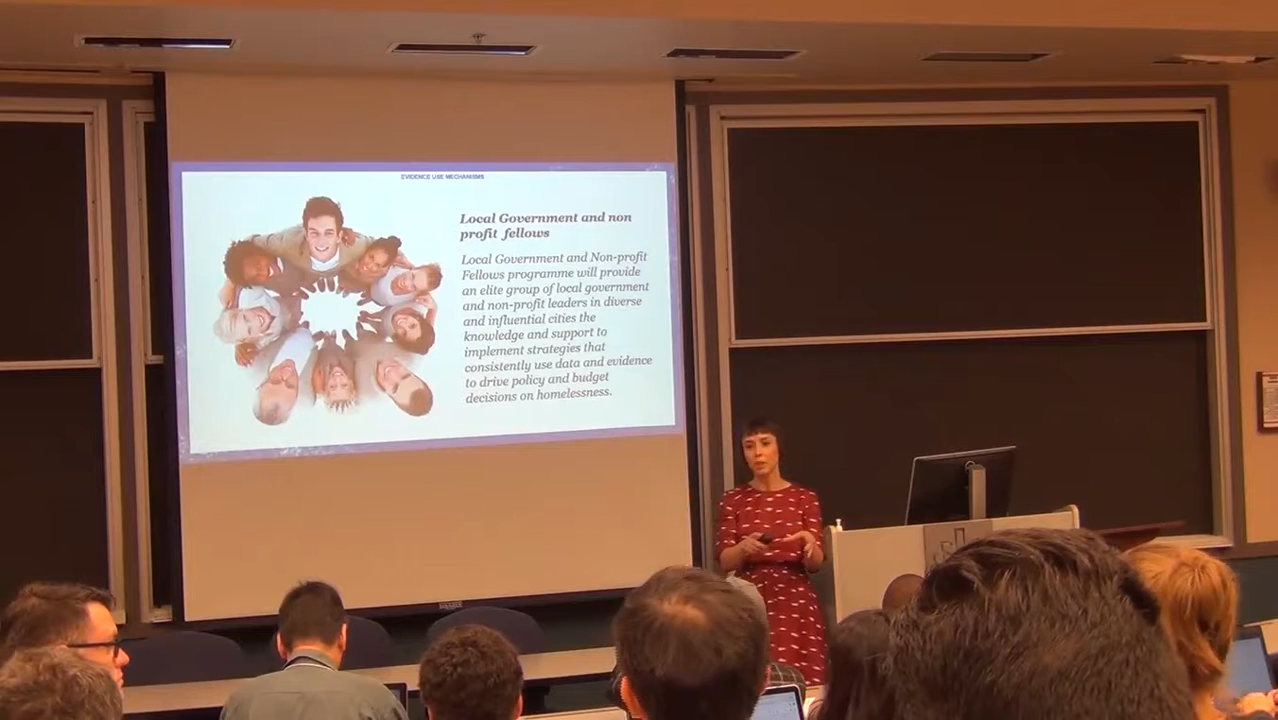 EVIDENCE USE MECHANISMS
Local Government and non
profit fellows
Local Government and Non-profit
Fellows programme will provide
an elite group of local government
and non-profit leaders in diverse
and influential cities the
knowledge and support to
implement strategies that
consistently use data and evidence
to drive policy and budget
decisions on homelessness.